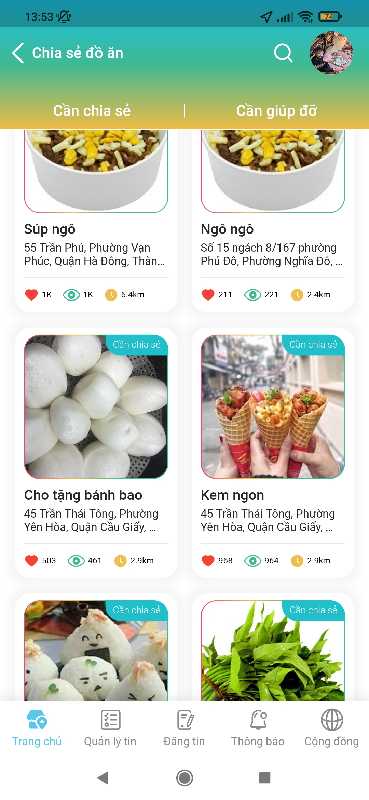 13:53
72
Chia sẻ đồ ăn
Cần chia sẻ
Cần giúp đỡ
Súp ngô
55 Trần Phú, Phường Vạn
Phúc, Quận Hà Đông, Thàn...
1K 1K 6.4km
Ngô ngô
Số 15 ngách 8/167 phường
Phú Đô, Phường Nghĩa Đô, ...
211 221 2.4km
Cần chia sẻ
Cho tặng bánh bao
45 Trần Thái Tông, Phường
Yên Hòa, Quận Cầu Giấy, ...
503 461 2.9km
Cần chia sẻ
Kem ngon
45 Trần Thái Tông, Phường
Yên Hòa, Quận Cầu Giấy, ...
968 964 2.9km
Cần chia sẻ
Cần chia sẻ
Trang chủ
Quản lý tin
Đăng tin
Thông báo
Cộng đồng